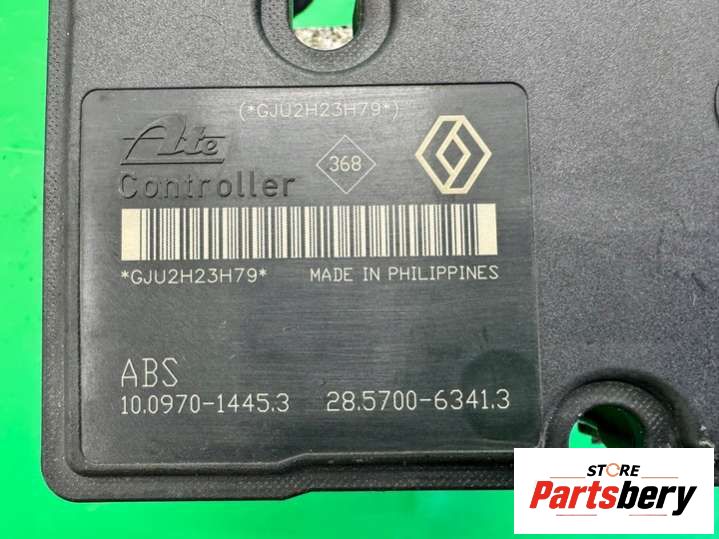 (*GJU2H23H79*)
Ate
368
Controller
*GJU2H23H79* MADE IN PHILIPPINES
ABS
10.0970-1445.3 28.5700-6341.3
STORE
Partsbery